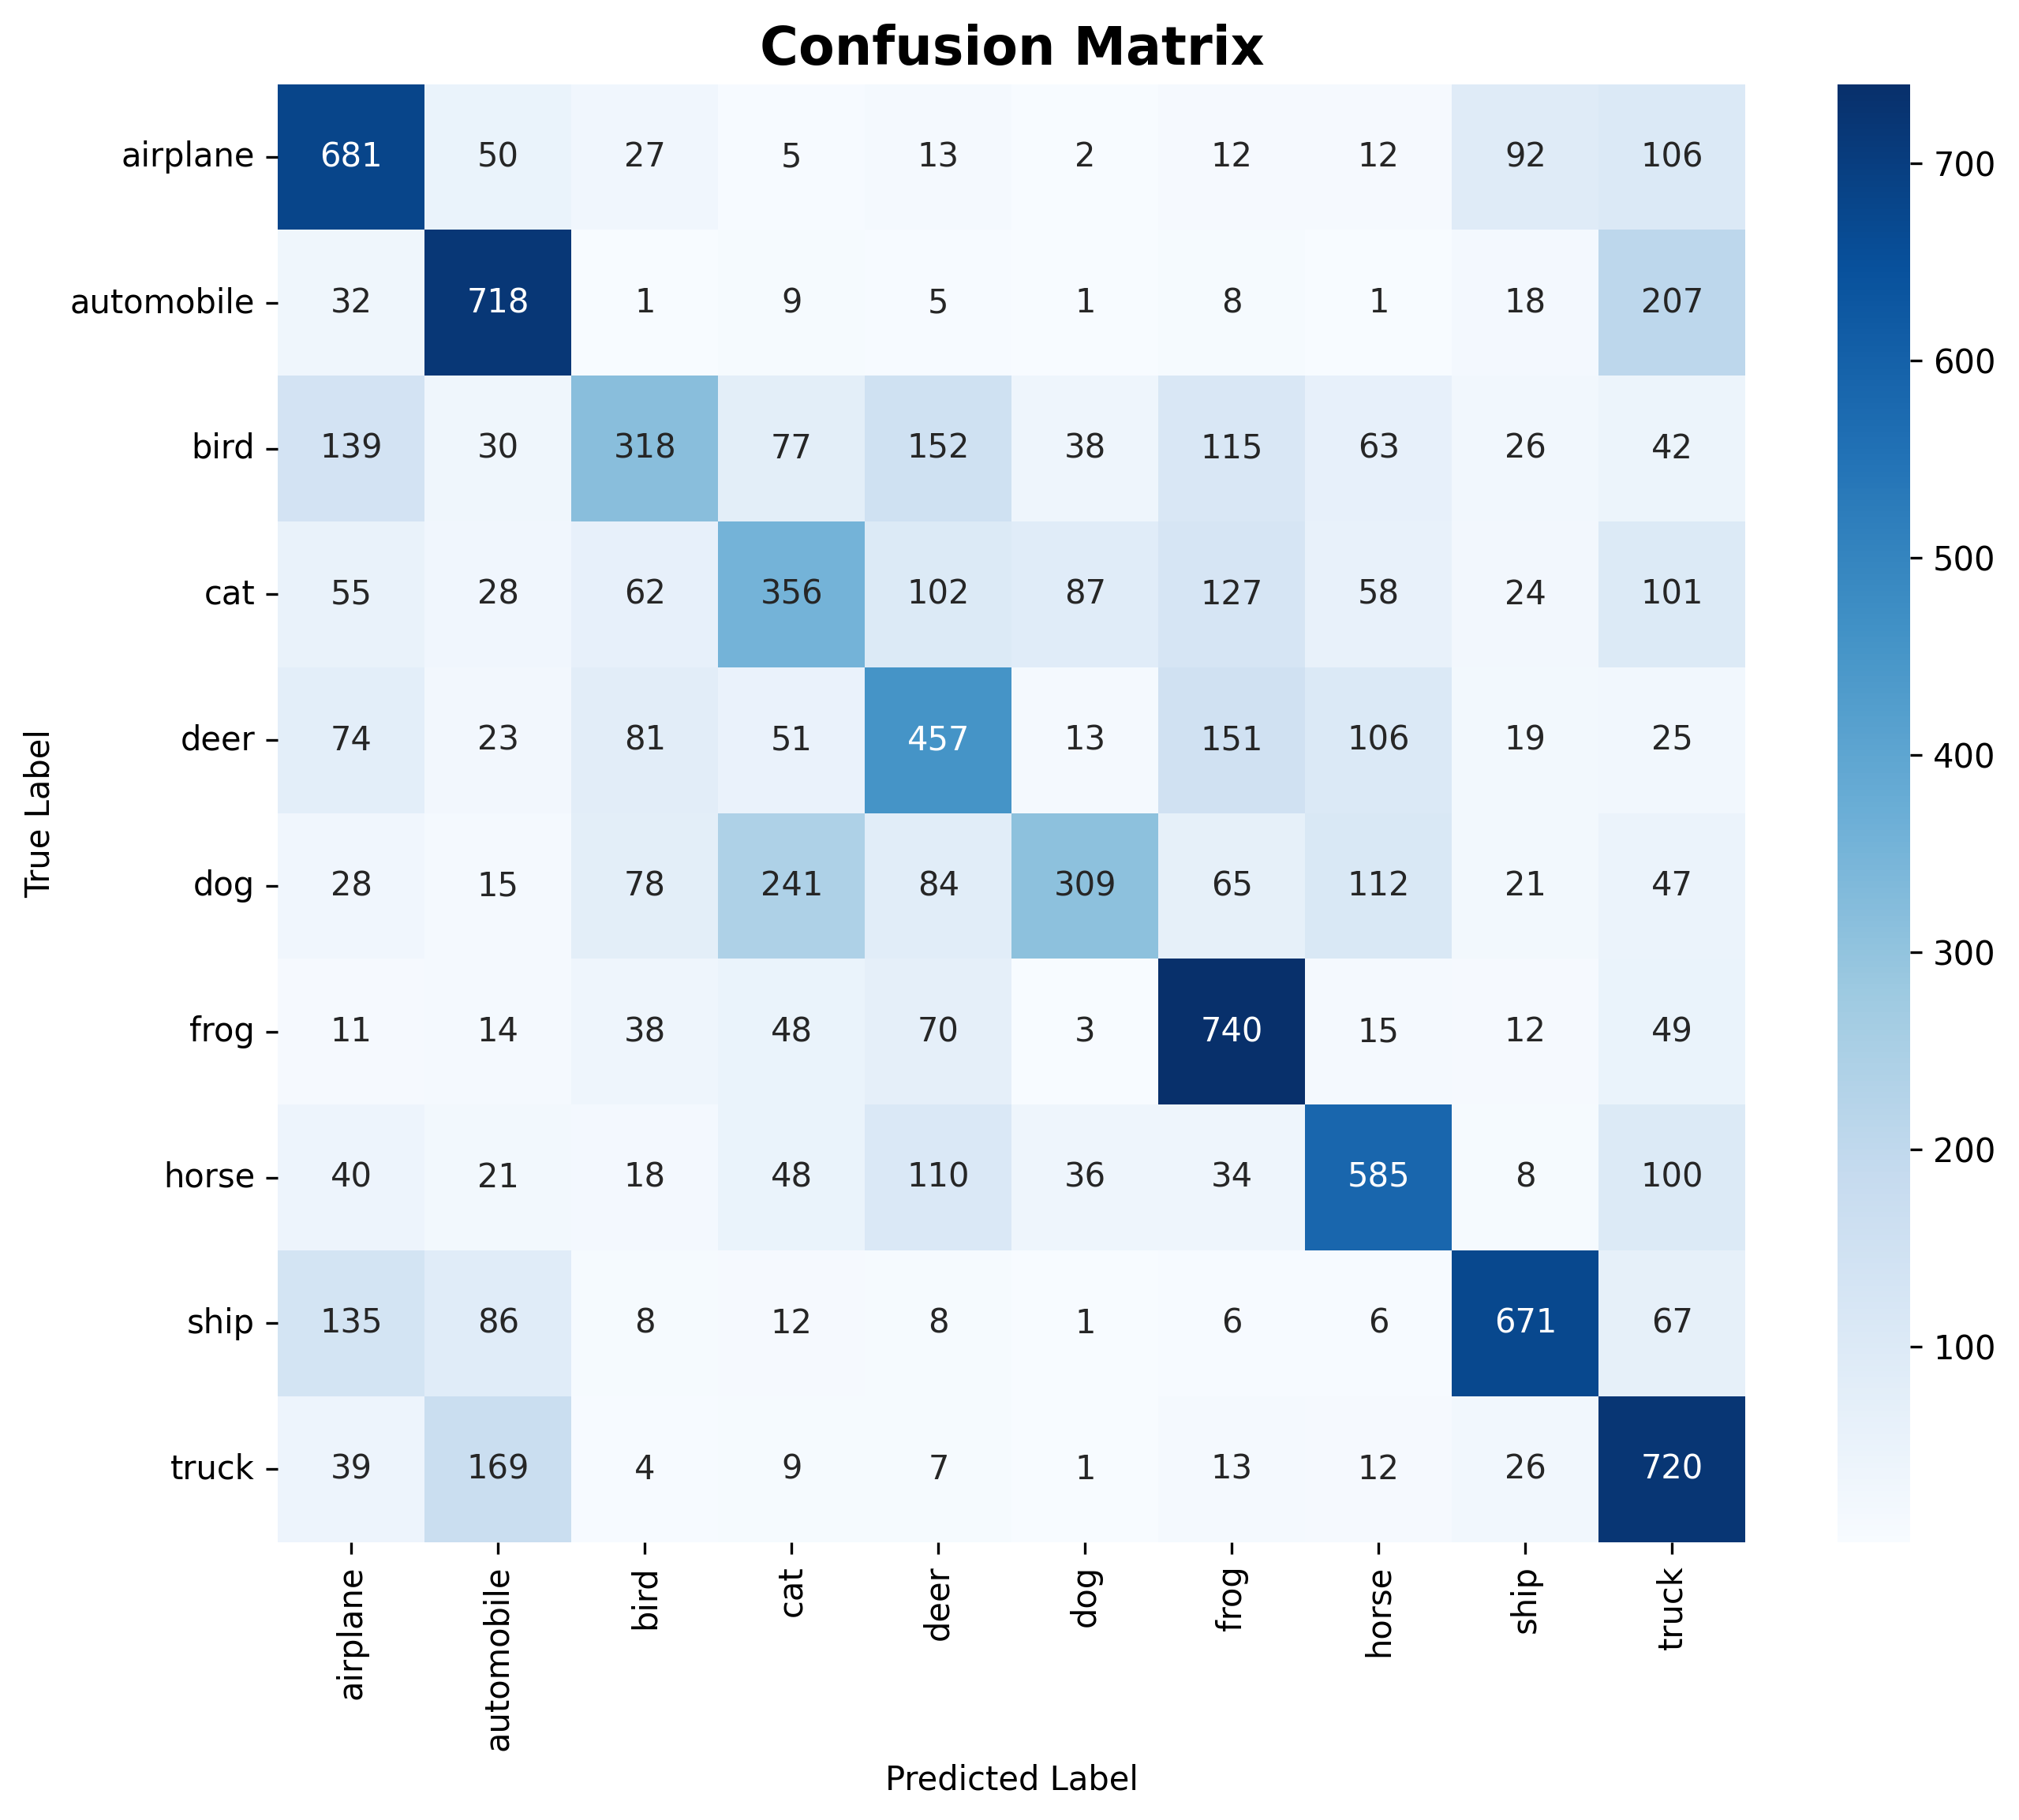 Confusion Matrix
airplane 681 50 27 5 13 2 12 12 92 106
automobile 32 718 1 9 5 1 8 1 18 207
bird 139 30 318 77 152 38 115 63 26 42
cat 55 28 62 356 102 87 127 58 24 101
deer 74 23 81 51 457 13 151 106 19 25
dog 28 15 78 241 84 309 65 112 21 47
frog 11 14 38 48 70 3 740 15 12 49
horse 40 21 18 48 110 36 34 585 8 100
ship 135 86 8 12 8 1 6 6 671 67
truck 39 169 4 9 7 1 13 12 26 720
airplane automobile bird cat deer dog frog horse ship truck
Predicted Label
True Label
700
600
500
400
300
200
100